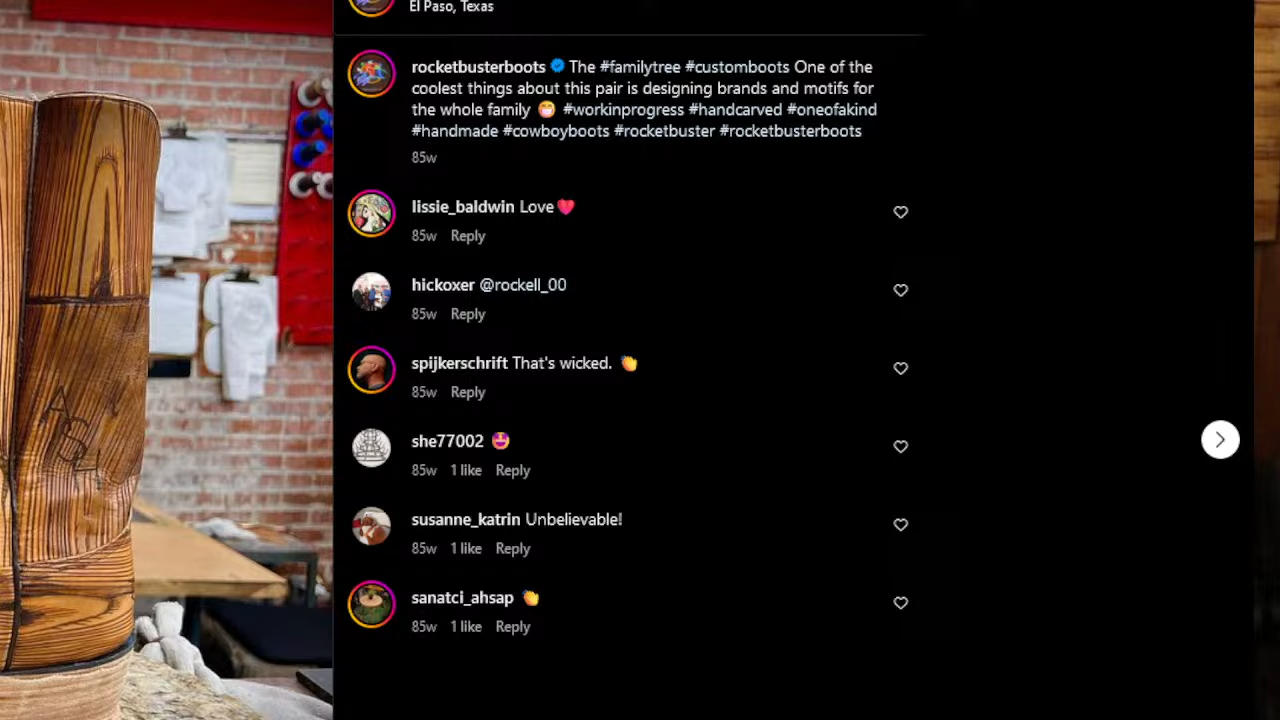 El Paso, Texas
rocketbusterboots The #familytree #customboots One of the
coolest things about this pair is designing brands and motifs for
the whole family 😁 #workinprogress #handcarved #oneofakind
#handmade #cowboyboots #rocketbuster #rocketbusterboots
85w
lissie_baldwin Love❤️
85w Reply
hickoxer @rockell_00
85w Reply
spijkerschrift That's wicked. 👏
85w Reply
she77002 🤩
85w 1 like Reply
susanne_katrin Unbelievable!
85w 1 like Reply
sanatci_ahsap 👏
85w 1 like Reply